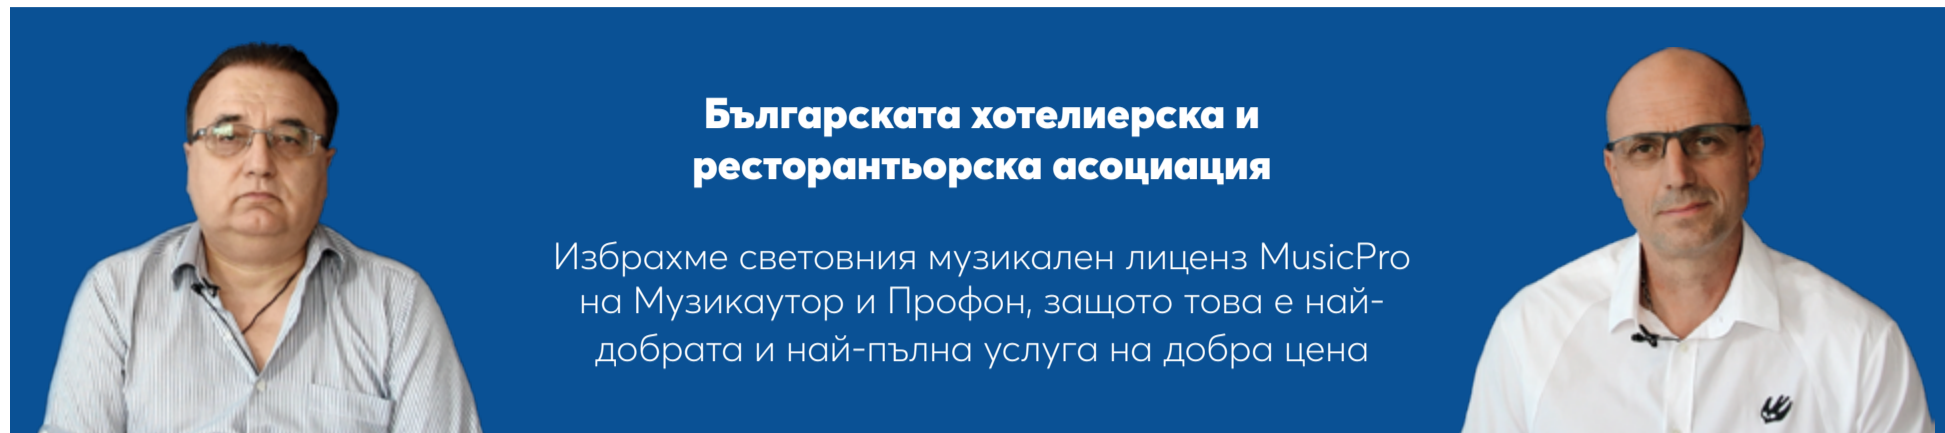 Българската хотелиерска и
ресторантьорска асоциация
Избрахме световния музикален лиценз MusicPro
на Музикаутор и Профон, защото това е най-
добрата и най-пълна услуга на добра цена